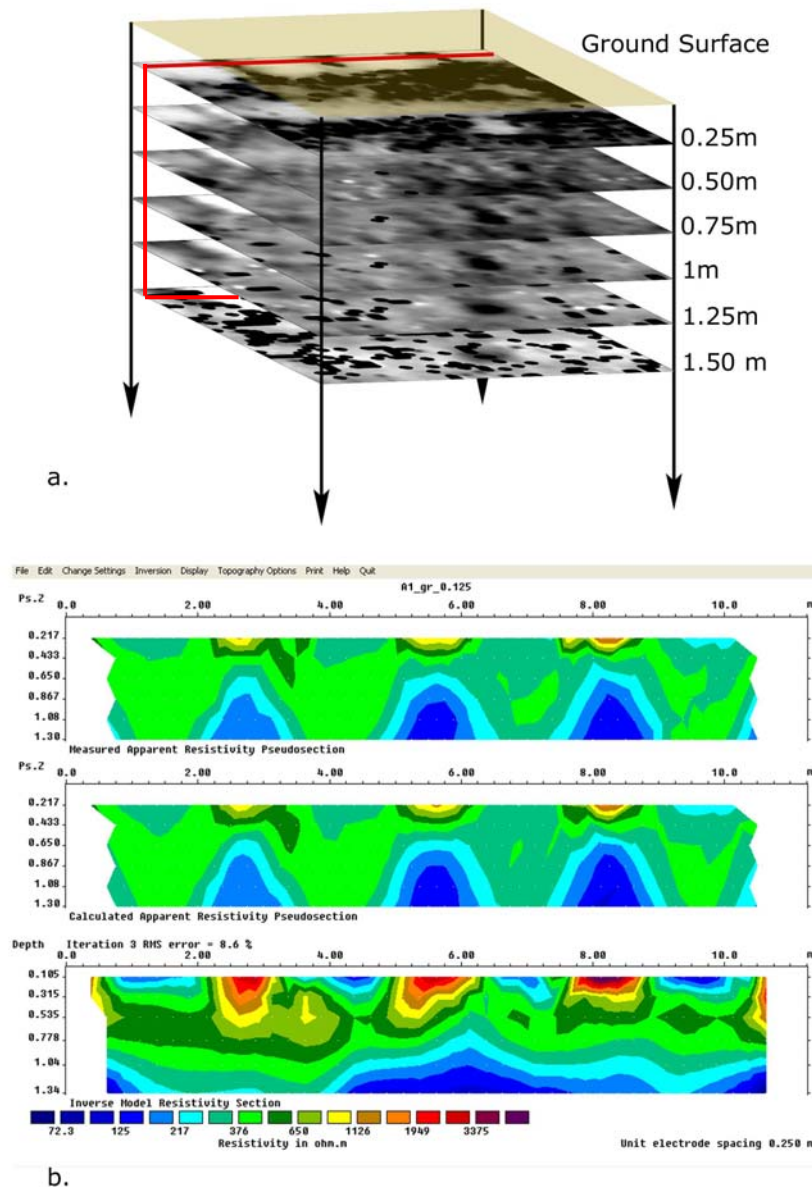 Ground Surface
0.25m
0.50m
0.75m
1m
1.25m
1.50 m
a.
File Edit Change Settings Inversion Display Topography Options Print Help Quit
A1_gr_0.125
Ps.Z 0.0 2.00 4.00 6.00 8.00 10.0 m
0.217
0.433
0.650
0.867
1.08
1.30
Measured Apparent Resistivity Pseudosection
Ps.Z 0.0 2.00 4.00 6.00 8.00 10.0 m
0.217
0.433
0.650
0.867
1.08
1.30
Calculated Apparent Resistivity Pseudosection
Depth Iteration 3 RMS error = 8.6 %
0.0 2.00 4.00 6.00 8.00 10.0 m
0.105
0.315
0.535
0.778
1.04
1.34
Inverse Model Resistivity Section
72.3 125 217 376 650 1126 1949 3375
Resistivity in ohm.m Unit electrode spacing 0.250 m
b.